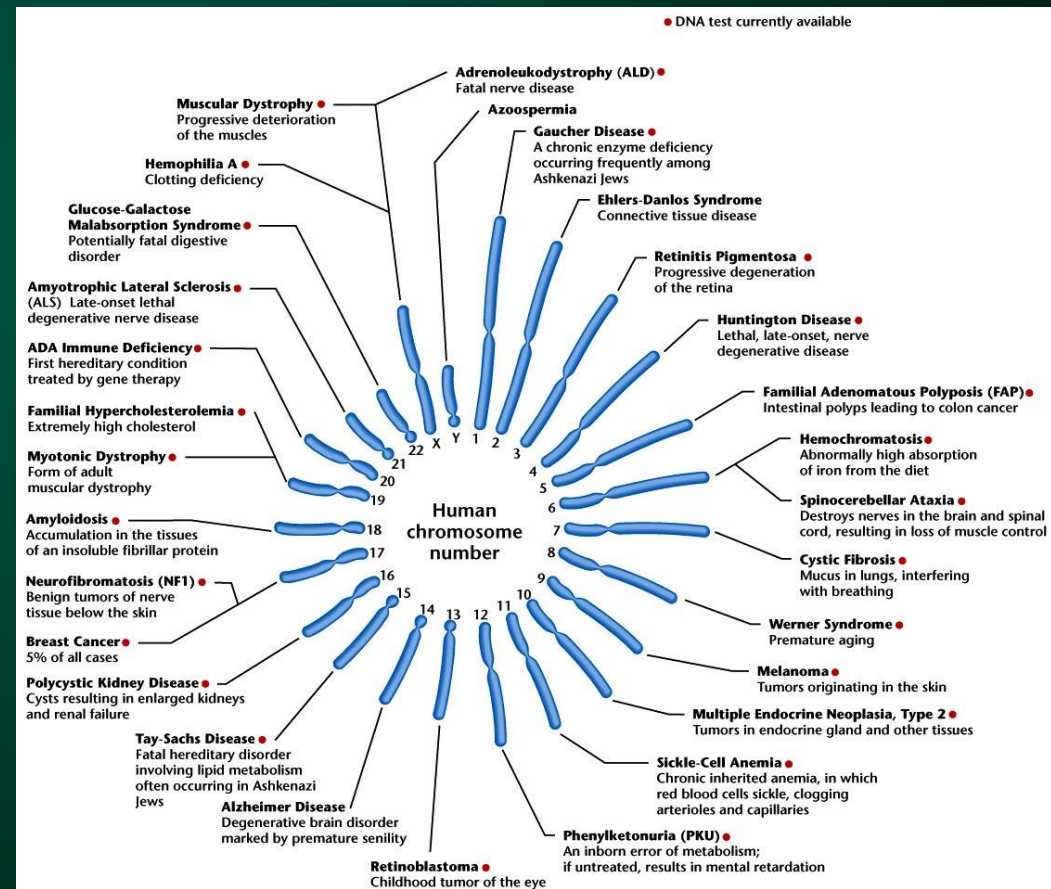 ● DNA test currently available
Adrenoleukodystrophy (ALD) ●
Fatal nerve disease
Azoospermia
Gaucher Disease ●
A chronic enzyme deficiency
occurring frequently among
Ashkenazi Jews
Ehlers-Danlos Syndrome
Connective tissue disease
Retinitis Pigmentosa ●
Progressive degeneration
of the retina
Huntington Disease ●
Lethal, late-onset, nerve
degenerative disease
Familial Adenomatous Polyposis (FAP) ●
Intestinal polyps leading to colon cancer
Hemochromatosis ●
Abnormally high absorption
of iron from the diet
Spinocerebellar Ataxia ●
Destroys nerves in the brain and spinal
cord, resulting in loss of muscle control
Cystic Fibrosis ●
Mucus in lungs, interfering
with breathing
Werner Syndrome ●
Premature aging
Melanoma ●
Tumors originating in the skin
Multiple Endocrine Neoplasia, Type 2 ●
Tumors in endocrine gland and other tissues
Sickle-Cell Anemia ●
Chronic inherited anemia, in which
red blood cells sickle, clogging
arterioles and capillaries
Phenylketonuria (PKU) ●
An inborn error of metabolism;
if untreated, results in mental retardation
Retinoblastoma ●
Childhood tumor of the eye
Alzheimer Disease
Degenerative brain disorder
marked by premature senility
Tay-Sachs Disease ●
Fatal hereditary disorder
involving lipid metabolism
often occurring in Ashkenazi
Jews
Polycystic Kidney Disease ●
Cysts resulting in enlarged kidneys
and renal failure
Breast Cancer ●
5% of all cases
Neurofibromatosis (NF1) ●
Benign tumors of nerve
tissue below the skin
Amyloidosis ●
Accumulation in the tissues
of an insoluble fibrillar protein
Myotonic Dystrophy ●
Form of adult
muscular dystrophy
Familial Hypercholesterolemia ●
Extremely high cholesterol
ADA Immune Deficiency ●
First hereditary condition
treated by gene therapy
Amyotrophic Lateral Sclerosis ●
(ALS) Late-onset lethal
degenerative nerve disease
Glucose-Galactose
Malabsorption Syndrome ●
Potentially fatal digestive
disorder
Hemophilia A ●
Clotting deficiency
Muscular Dystrophy ●
Progressive deterioration
of the muscles
1
2
3
4
5
6
7
8
9
10
11
12
13
14
15
16
17
18
19
20
21
22
X
Y
Human
chromosome
number